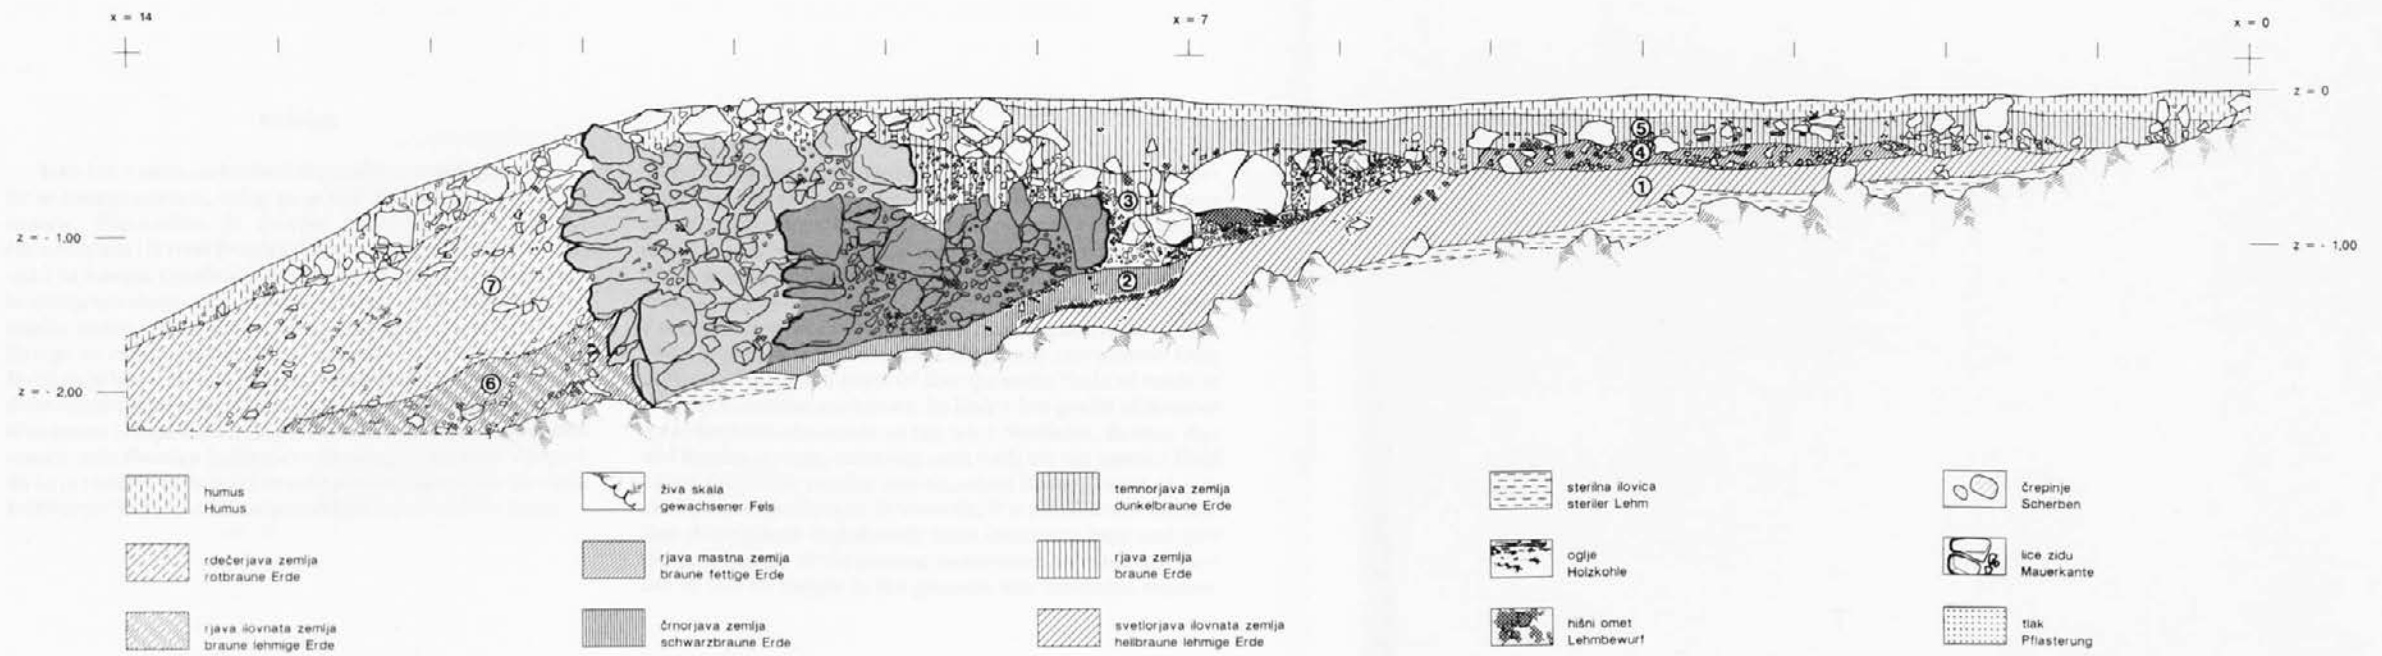 x = 14
x = 7
x = 0
z = 0
z = - 1,00
z = - 1,00
z = - 2,00
5
4
1
3
2
7
6
humus
Humus
rdečerjava zemlja
rotbraune Erde
rjava ilovnata zemlja
braune lehmige Erde
živa skala
gewachsener Fels
rjava mastna zemlja
braune fettige Erde
črnorjava zemlja
schwarzbraune Erde
temnorjava zemlja
dunkelbraune Erde
rjava zemlja
braune Erde
svetlorjava ilovnata zemlja
hellbraune lehmige Erde
sterilna ilovica
steriler Lehm
oglje
Holzkohle
hišni omet
Lehmbewurf
črepinje
Scherben
lice zidu
Mauerkante
tlak
Pflasterung